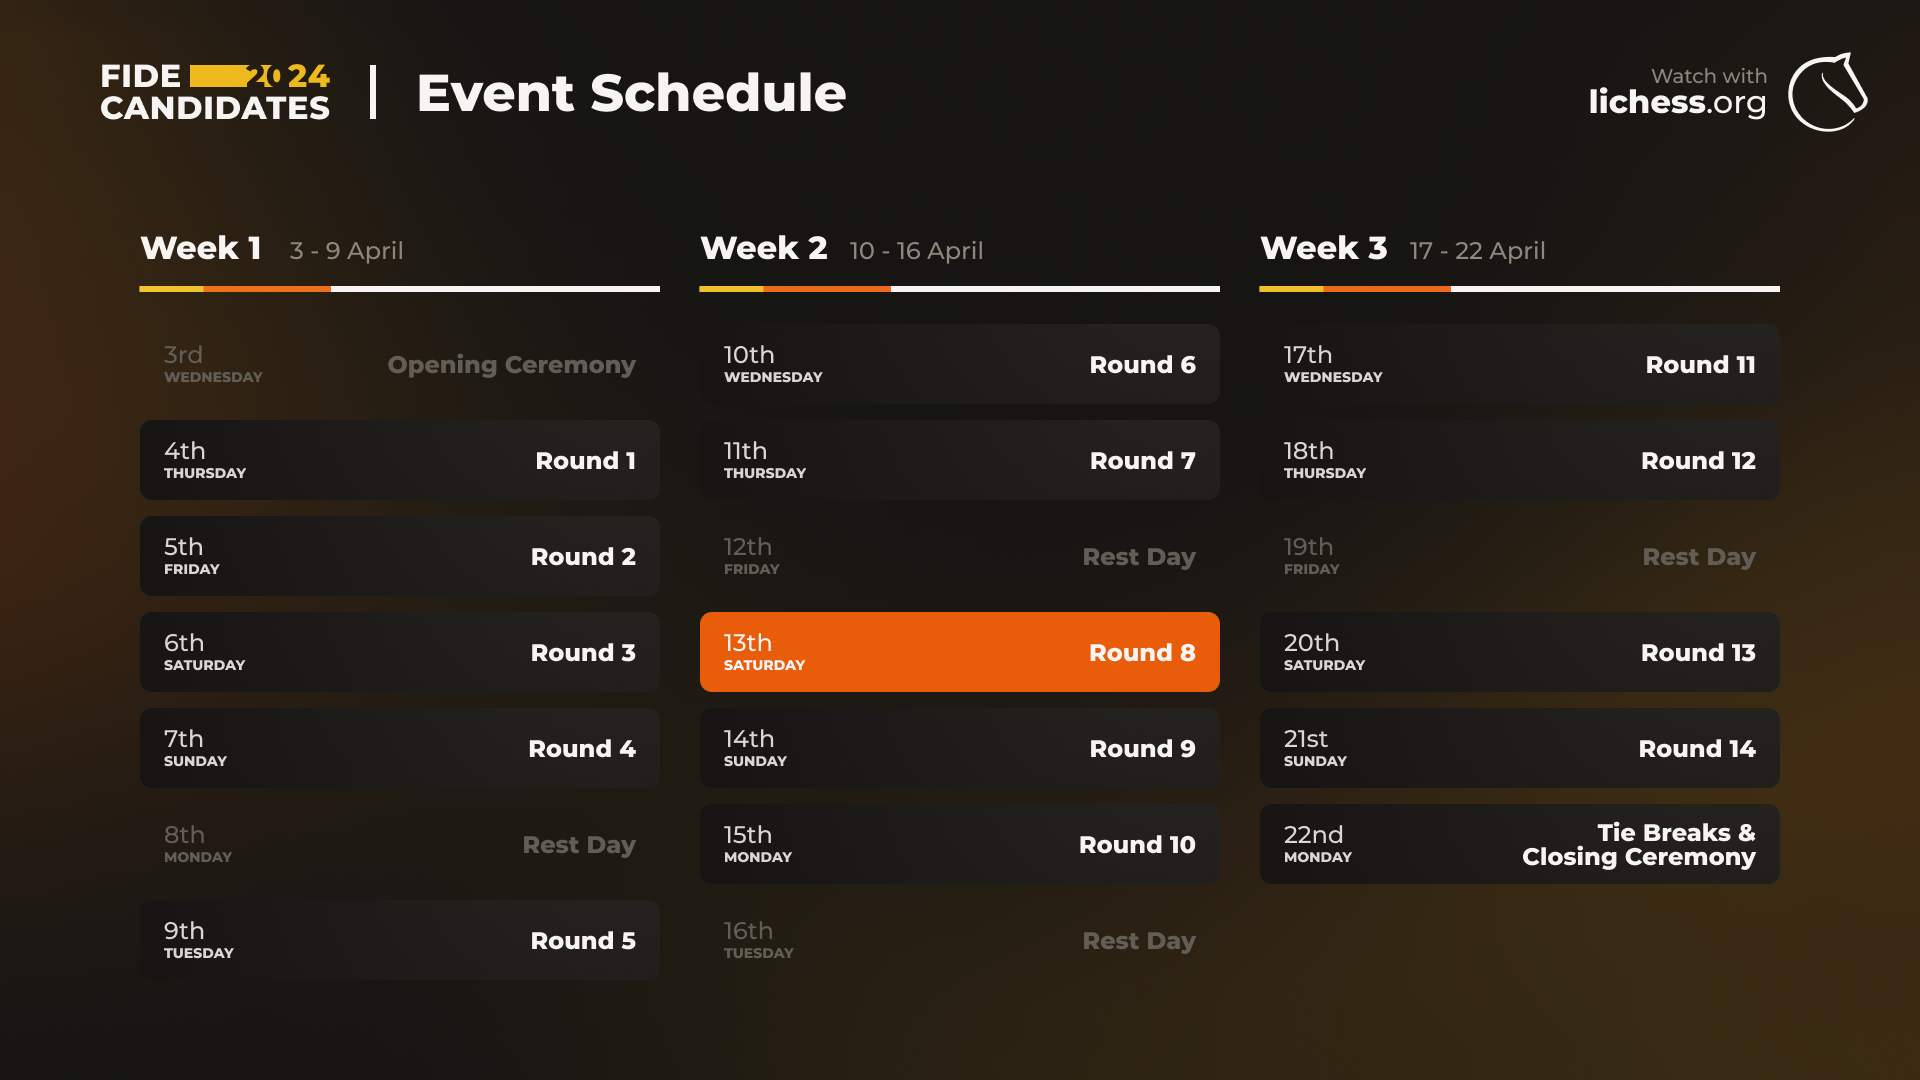 FIDE 2024
CANDIDATES
Event Schedule
Watch with
lichess.org
Week 1 3 - 9 April
3rd
WEDNESDAY
Opening Ceremony
4th
THURSDAY
Round 1
5th
FRIDAY
Round 2
6th
SATURDAY
Round 3
7th
SUNDAY
Round 4
8th
MONDAY
Rest Day
9th
TUESDAY
Round 5
Week 2 10 - 16 April
10th
WEDNESDAY
Round 6
11th
THURSDAY
Round 7
12th
FRIDAY
Rest Day
13th
SATURDAY
Round 8
14th
SUNDAY
Round 9
15th
MONDAY
Round 10
16th
TUESDAY
Rest Day
Week 3 17 - 22 April
17th
WEDNESDAY
Round 11
18th
THURSDAY
Round 12
19th
FRIDAY
Rest Day
20th
SATURDAY
Round 13
21st
SUNDAY
Round 14
22nd
MONDAY
Tie Breaks &
Closing Ceremony